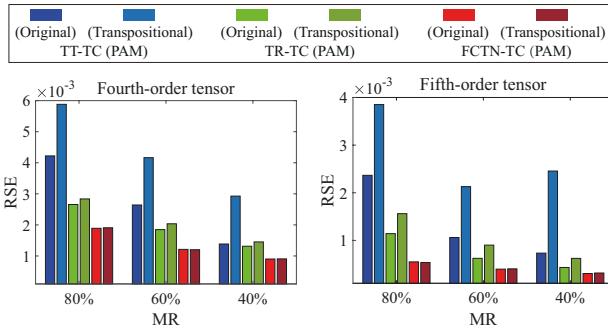 (Original) (Transpositional) (Original) (Transpositional) (Original) (Transpositional)
TT-TC (PAM) TR-TC (PAM) FCTN-TC (PAM)
Fourth-order tensor
×10⁻³
6
5
4
3
2
1
RSE
80% 60% 40%
MR
Fifth-order tensor
×10⁻³
4
3
2
1
RSE
80% 60% 40%
MR